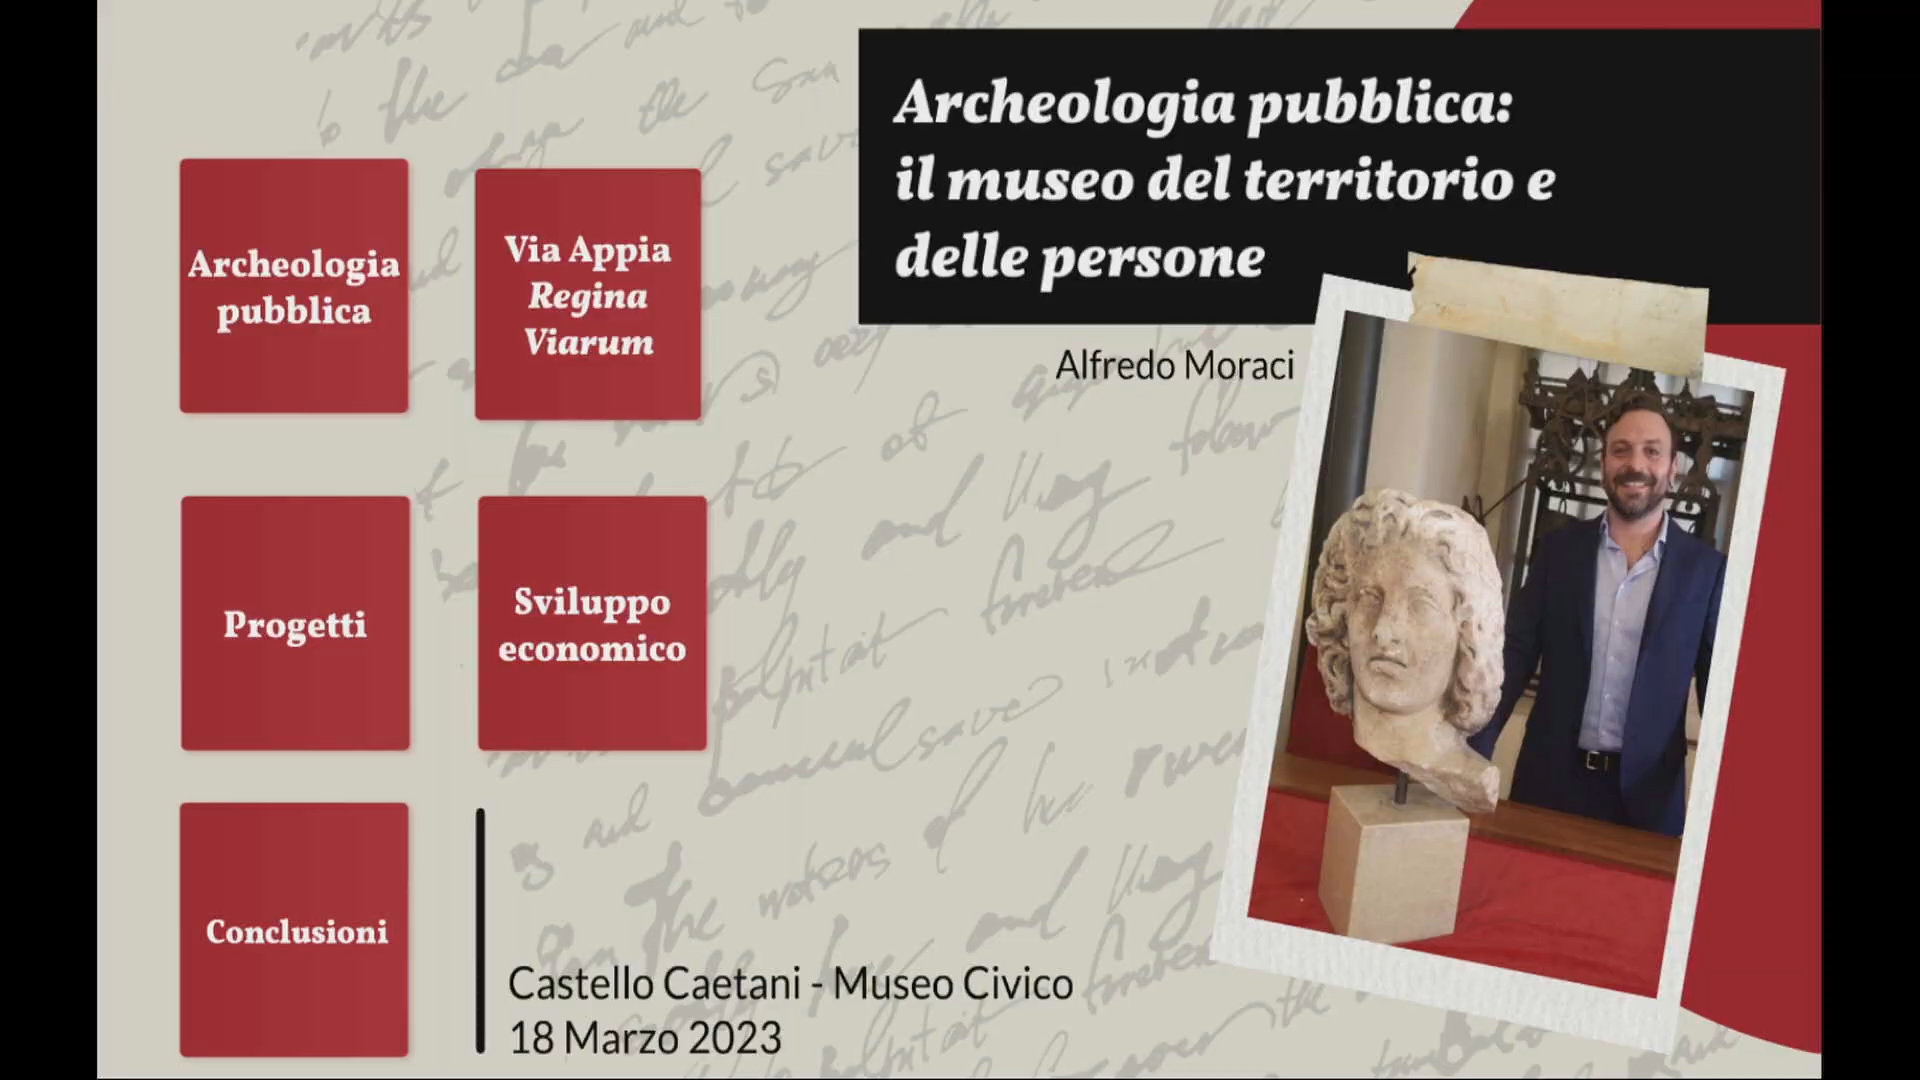 Archeologia pubblica:
il museo del territorio e
delle persone
Alfredo Moraci
Archeologia
pubblica
Via Appia
Regina
Viarum
Progetti
Sviluppo
economico
Conclusioni
Castello Caetani - Museo Civico
18 Marzo 2023